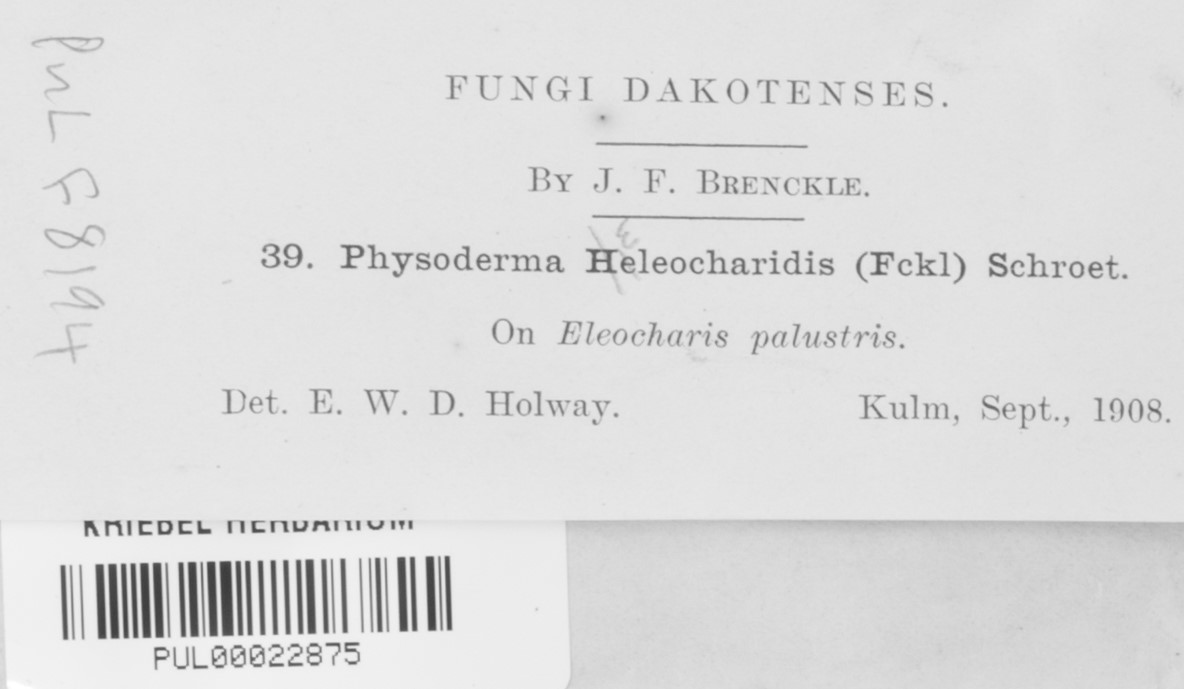 PUL F8194
FUNGI DAKOTENSES.
BY J. F. BRENCKLE.
39. Physoderma Heleocharidis (Fckl) Schroet.
On Eleocharis palustris.
Det. E. W. D. Holway.
Kulm, Sept., 1908.
KRIEBEL HERBARIUM
PUL00022875